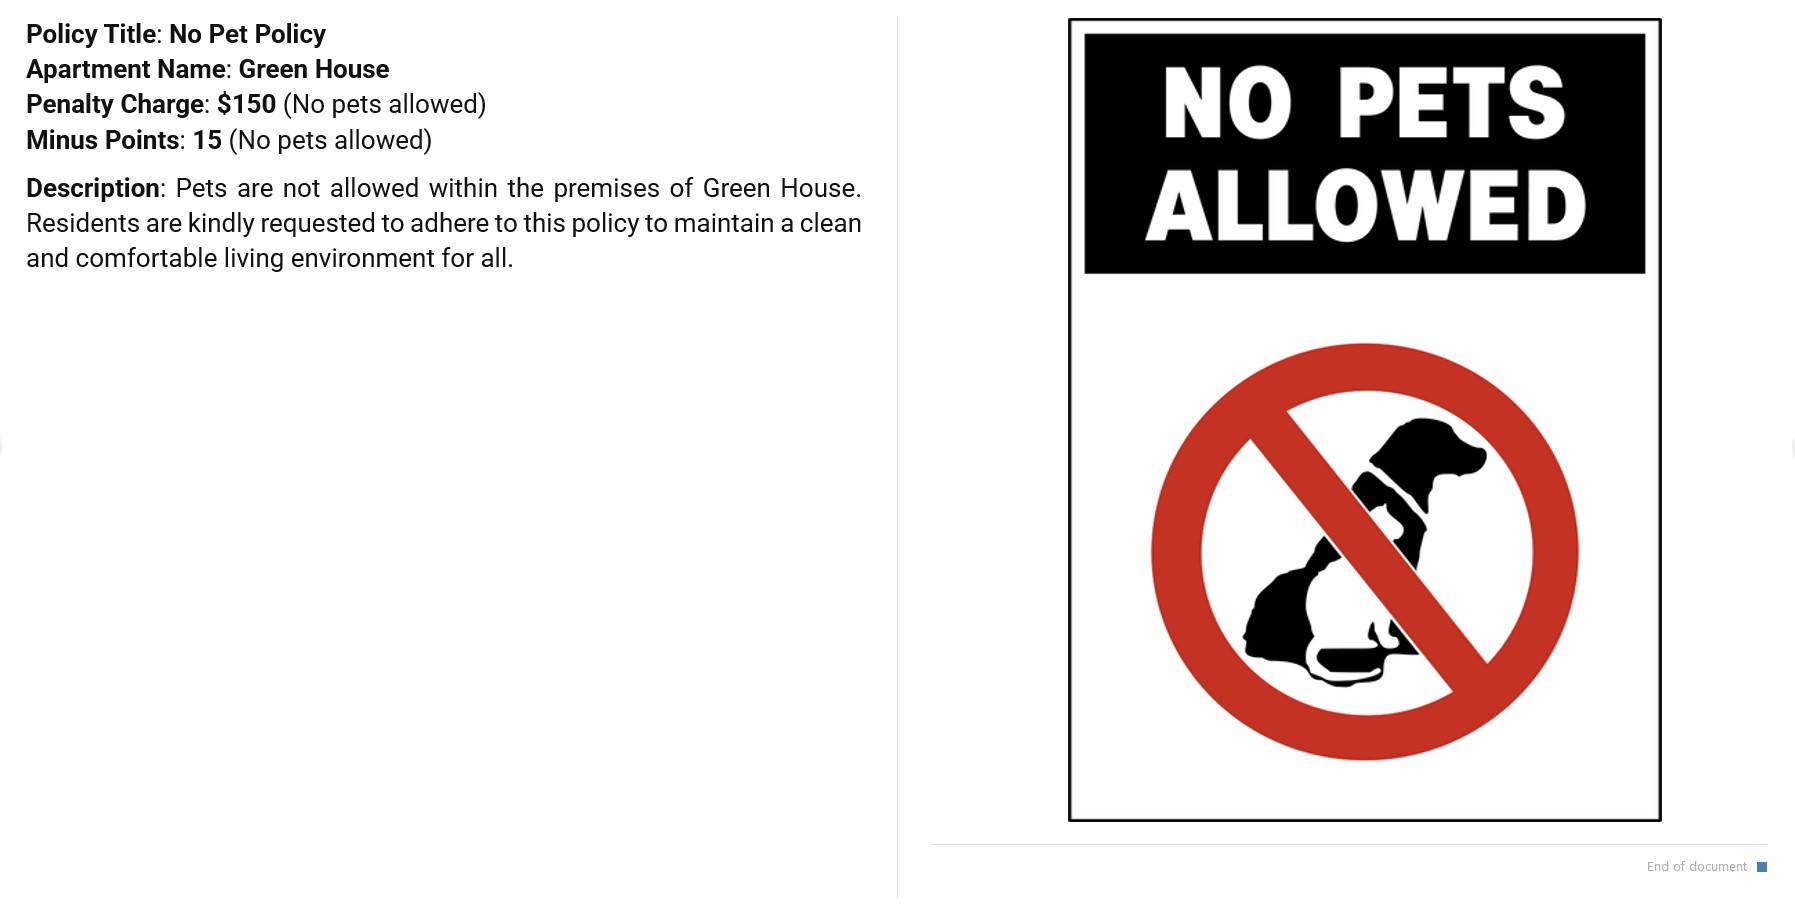 Policy Title: No Pet Policy
Apartment Name: Green House
Penalty Charge: $150 (No pets allowed)
Minus Points: 15 (No pets allowed)
Description: Pets are not allowed within the premises of Green House.
Residents are kindly requested to adhere to this policy to maintain a clean
and comfortable living environment for all.
NO PETS
ALLOWED
End of document